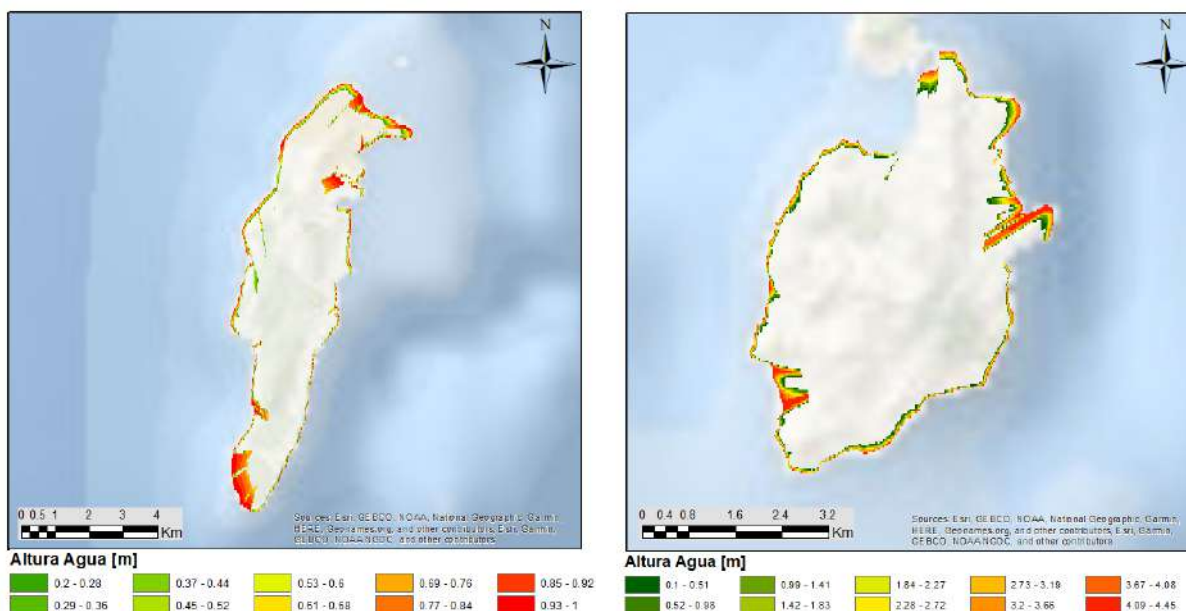 N
0 0.5 1 2 3 4
Km
Sources: Esri, GEBCO, NOAA, National Geographic, Garmin,
HERE, Geonames.org, and other contributors, Esri, Garmin,
GEBCO, NOAA NGDC, and other contributors
Altura Agua [m]
0.2 - 0.28 0.37 - 0.44 0.53 - 0.6 0.69 - 0.76 0.85 - 0.92
0.29 - 0.36 0.45 - 0.52 0.61 - 0.68 0.77 - 0.84 0.93 - 1
N
0 0.4 0.8 1.6 2.4 3.2
Km
Sources: Esri, GEBCO, NOAA, National Geographic, Garmin,
HERE, Geonames.org, and other contributors, Esri, Garmin,
GEBCO, NOAA NGDC, and other contributors
Altura Agua [m]
0.1 - 0.51 0.99 - 1.41 1.84 - 2.27 2.73 - 3.19 3.67 - 4.08
0.52 - 0.98 1.42 - 1.83 2.28 - 2.72 3.2 - 3.66 4.09 - 4.45